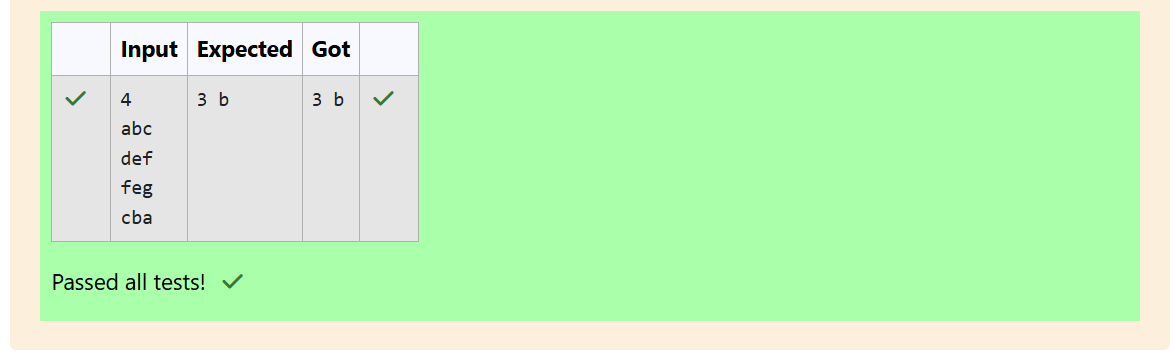 Input Expected Got
4 3 b 3 b
abc
def
feg
cba
Passed all tests!